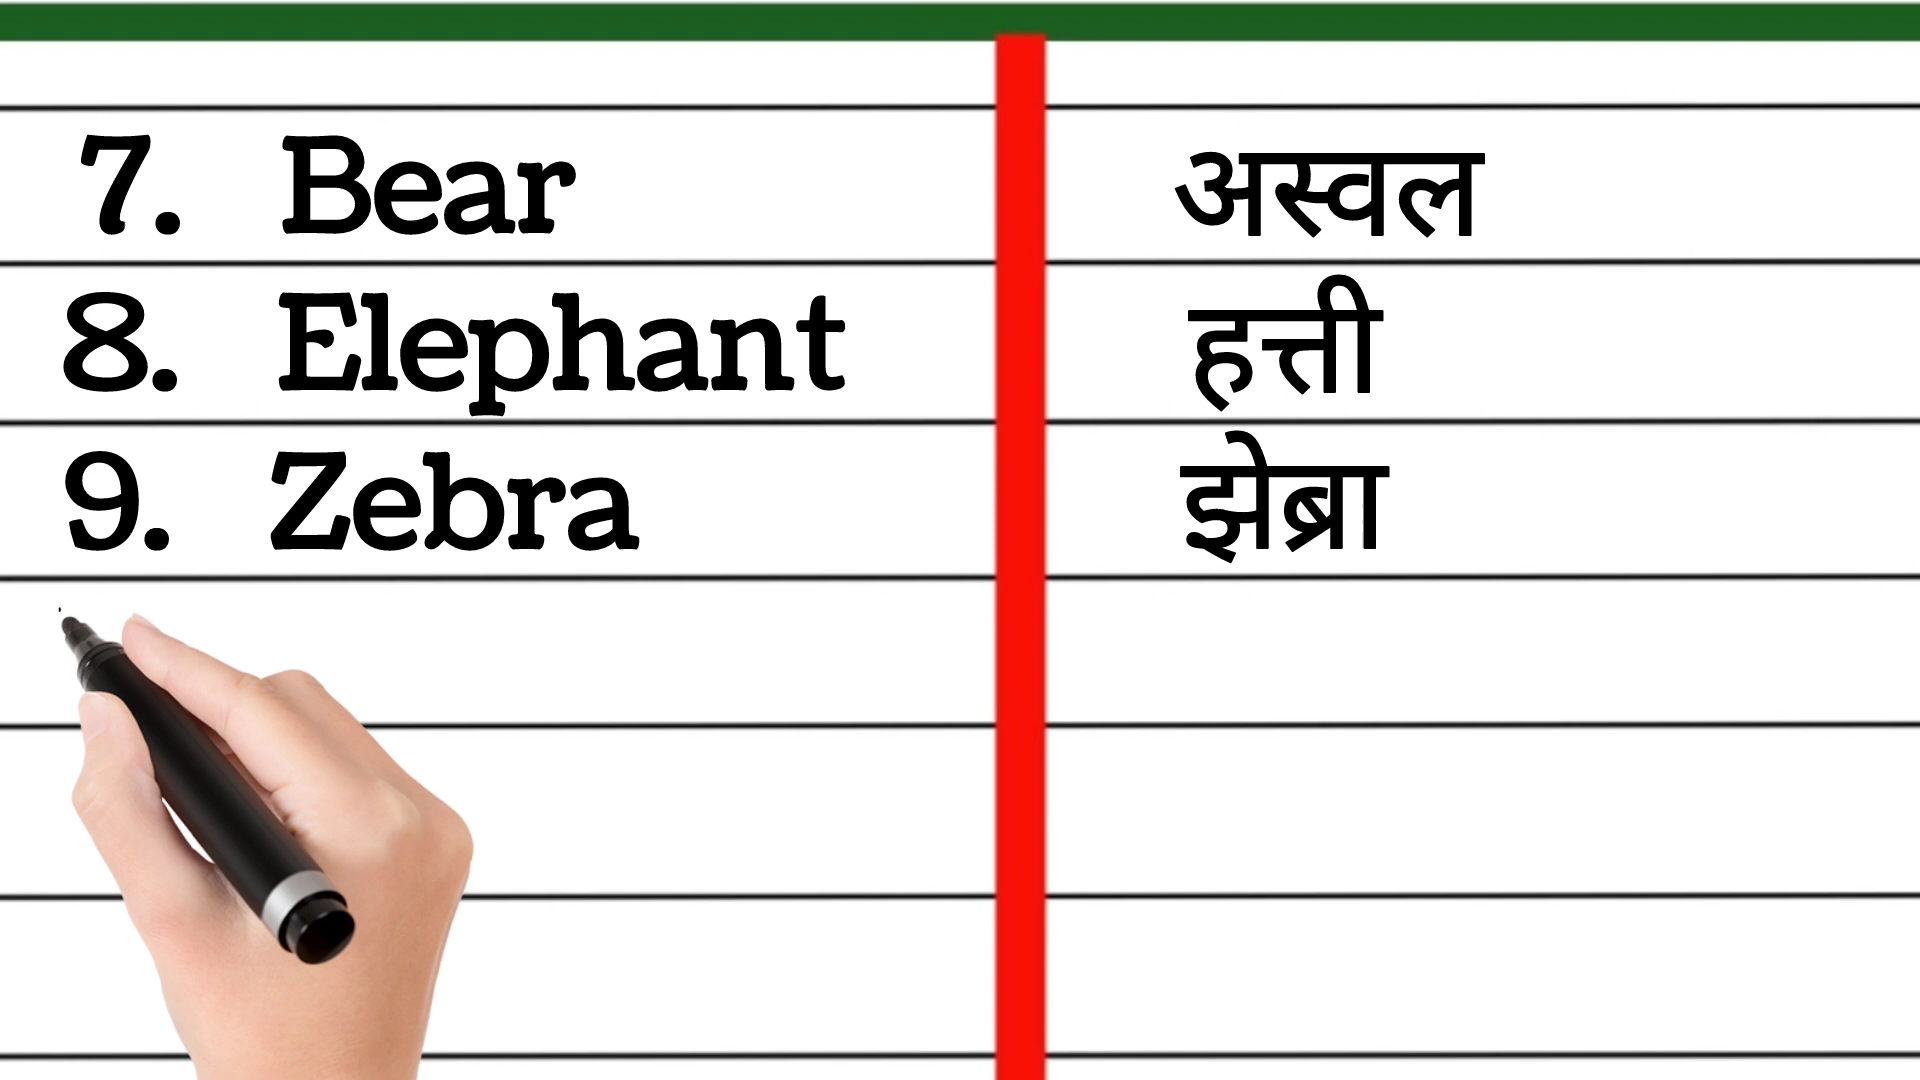 7. Bear अस्वल
8. Elephant हत्ती
9. Zebra झेब्रा